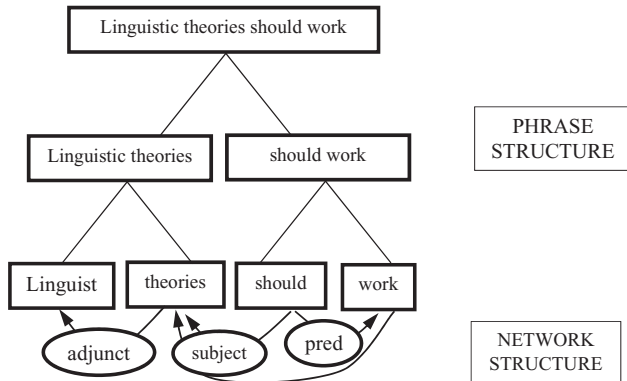 Linguistic theories should work
PHRASE
STRUCTURE
Linguistic theories
should work
Linguist
theories
should
work
adjunct
subject
pred
NETWORK
STRUCTURE